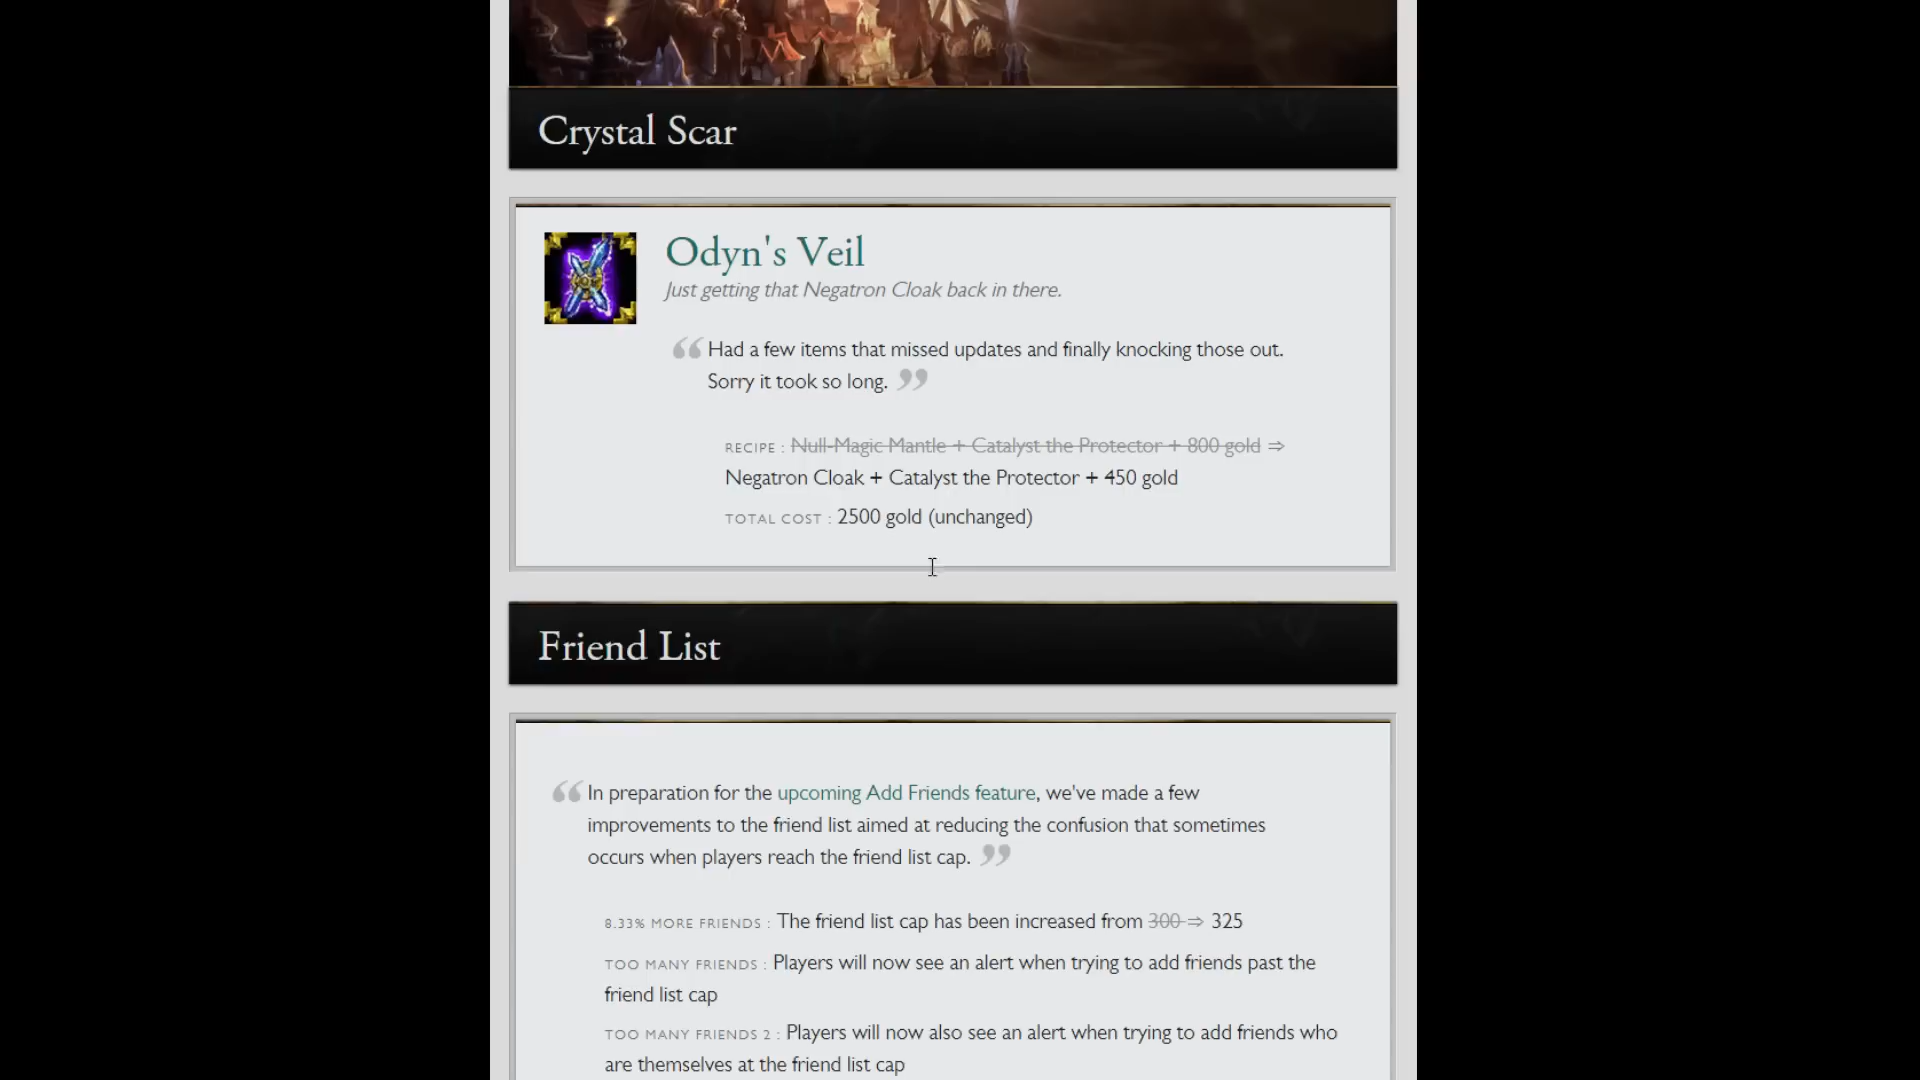 Crystal Scar
Odyn's Veil
Just getting that Negatron Cloak back in there.
“ Had a few items that missed updates and finally knocking those out.
Sorry it took so long. ”
RECIPE : Null-Magic Mantle + Catalyst the Protector + 800 gold ⇒
Negatron Cloak + Catalyst the Protector + 450 gold
TOTAL COST : 2500 gold (unchanged)
Friend List
“ In preparation for the upcoming Add Friends feature, we've made a few
improvements to the friend list aimed at reducing the confusion that sometimes
occurs when players reach the friend list cap. ”
8.33% MORE FRIENDS : The friend list cap has been increased from 300 ⇒ 325
TOO MANY FRIENDS : Players will now see an alert when trying to add friends past the
friend list cap
TOO MANY FRIENDS 2 : Players will now also see an alert when trying to add friends who
are themselves at the friend list cap